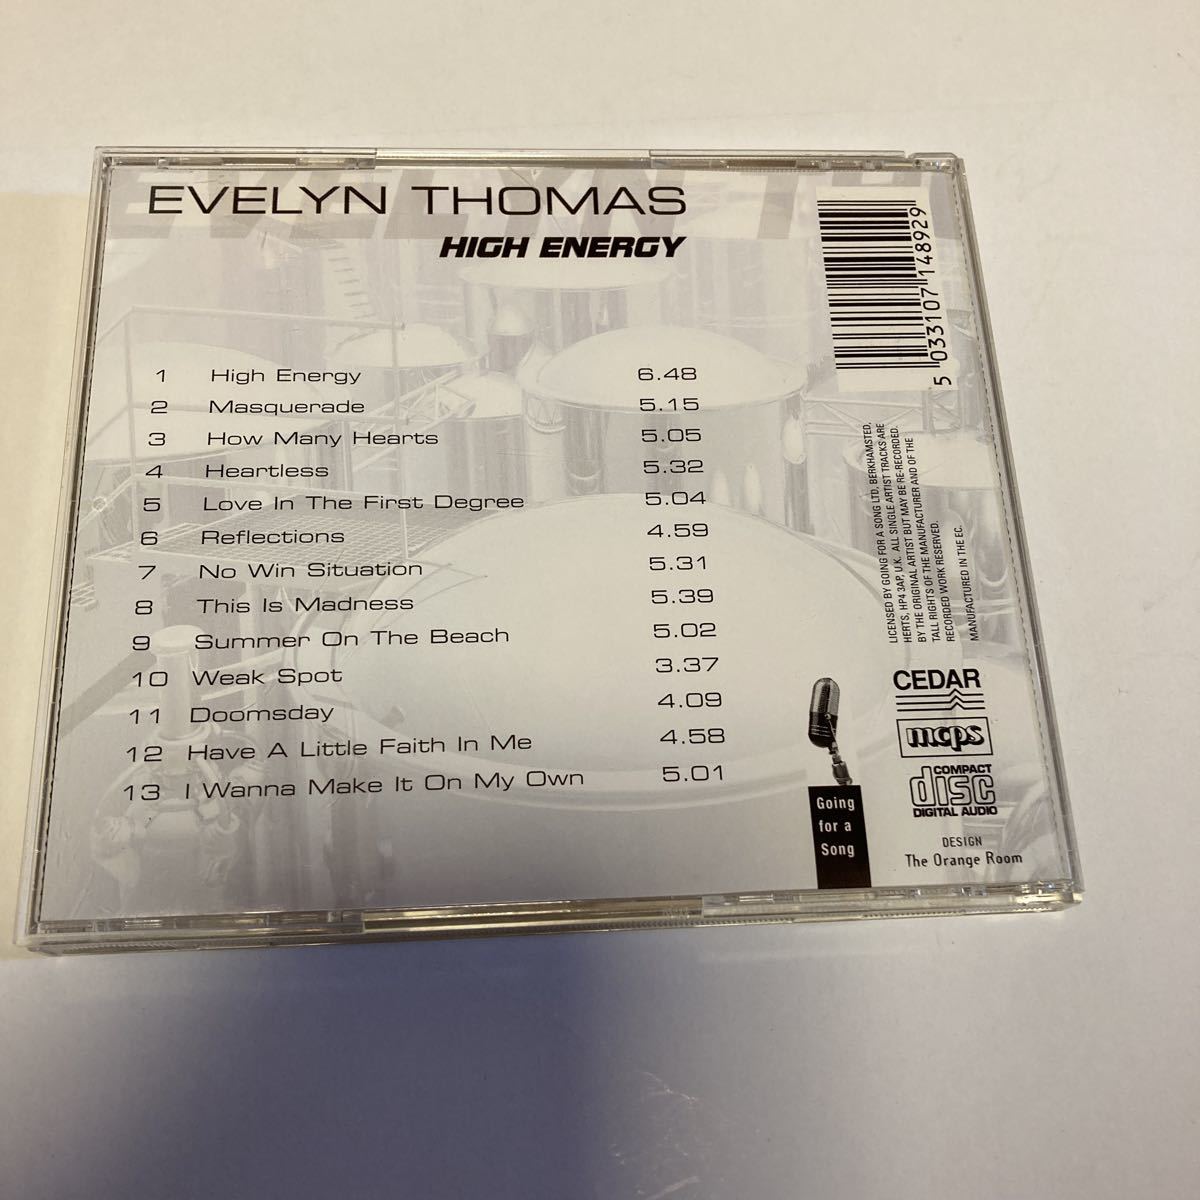 EVELYN THOMAS
HIGH ENERGY
1 High Energy 6.48
2 Masquerade 5.15
3 How Many Hearts 5.05
4 Heartless 5.32
5 Love In The First Degree 5.04
6 Reflections 4.59
7 No Win Situation 5.31
8 This Is Madness 5.39
9 Summer On The Beach 5.02
10 Weak Spot 3.37
11 Doomsday 4.09
12 Have A Little Faith In Me 4.58
13 I Wanna Make It On My Own 5.01
5 033107 148929
LICENSED BY GOING FOR A SONG LTD, BERKHAMSTED,
HERTS, HP4 3AP, U.K. ALL SINGLE ARTIST TRACKS ARE
BY THE ORIGINAL ARTIST BUT MAY BE RE-RECORDED.
TALL RIGHTS OF THE MANUFACTURER AND OF THE
RECORDED WORK RESERVED.
MANUFACTURED IN THE EC.
CEDAR
mcps
COMPACT
disc
DIGITAL AUDIO
DESIGN
The Orange Room
Going
for a
Song
EVELYN TH